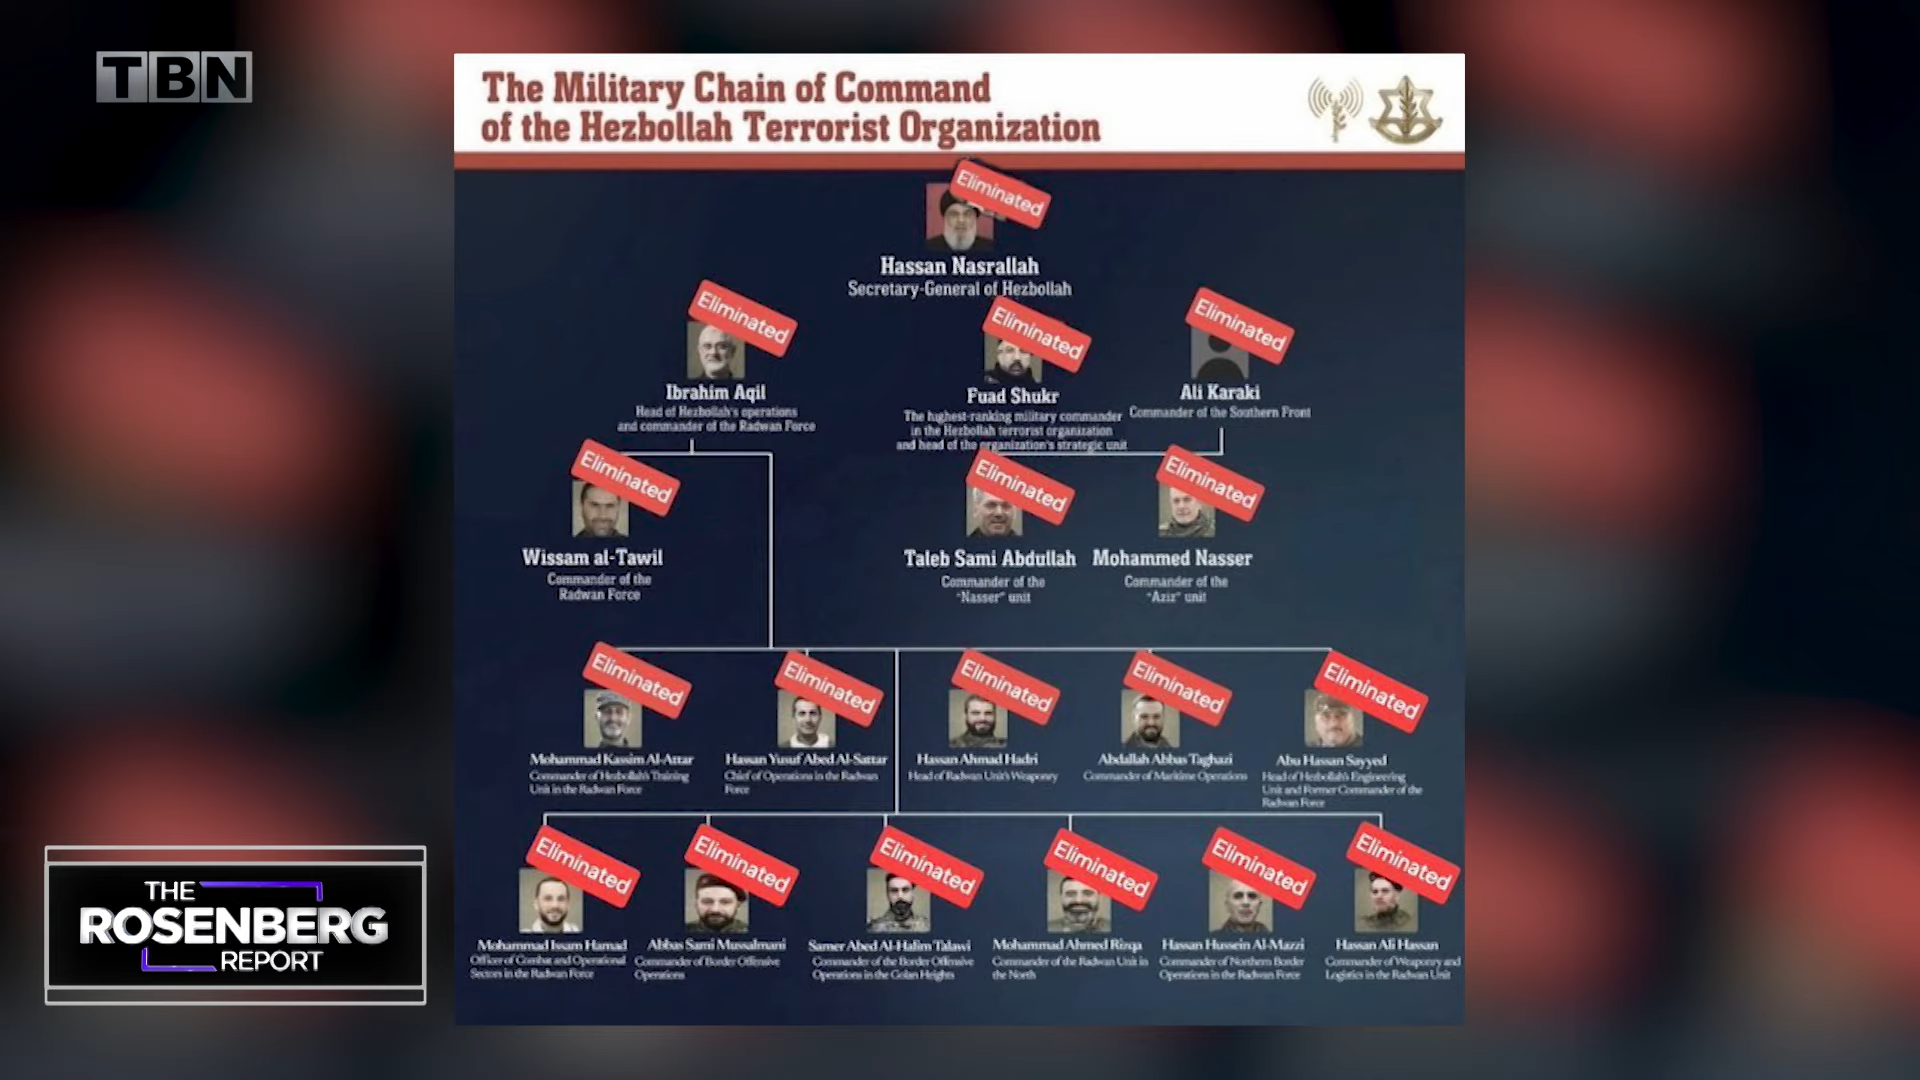 TBN
The Military Chain of Command
of the Hezbollah Terrorist Organization
Eliminated
Hassan Nasrallah
Secretary-General of Hezbollah
Eliminated
Eliminated
Eliminated
Ibrahim Aqil
Head of Hezbollah's operations
and commander of the Radwan Force
Fuad Shukr
The highest-ranking military commander
in the Hezbollah terrorist organization
and head of the organization's strategic unit
Ali Karaki
Commander of the Southern Front
Eliminated
Eliminated
Eliminated
Wissam al-Tawil
Commander of the
Radwan Force
Taleb Sami Abdullah
Commander of the
"Nasser" unit
Mohammed Nasser
Commander of the
"Aziz" unit
Eliminated
Eliminated
Eliminated
Eliminated
Eliminated
Mohammad Kassim Al-Attar
Commander of Hezbollah's Training
Unit in the Radwan Force
Hassan Yusuf Abed Al-Sattar
Chief of Operations in the Radwan
Force
Hassan Ahmad Hadri
Head of Radwan Unit's Weaponry
Abdallah Abbas Taghazi
Commander of Maritime Operations
Abu Hassan Sayyed
Head of Hezbollah's Engineering
Unit and Former Commander of the
Radwan Force
Eliminated
Eliminated
Eliminated
Eliminated
Eliminated
Eliminated
Mohammad Issam Hamad
Officer of Combat and Operational
Sectors in the Radwan Force
Abbas Sami Mussalmani
Commander of Border Offensive
Operations
Samer Abed Al-Halim Talawi
Commander of the Border Offensive
Operations in the Golan Heights
Mohammad Ahmed Rizqa
Commander of the Radwan Unit in
the North
Hassan Hussein Al-Mazzi
Commander of Northern Border
Operations in the Radwan Force
Hassan Ali Hassan
Commander of Weaponry and
Logistics in the Radwan Unit
THE
ROSENBERG
REPORT